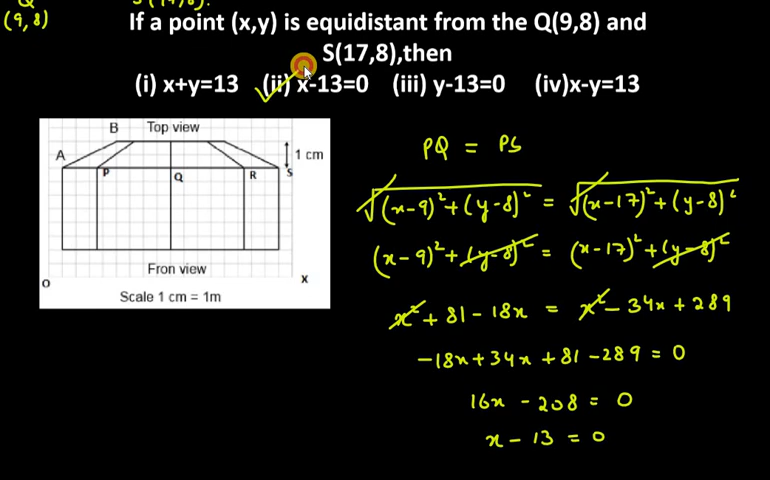 Q
S(17,8).
(9,8)
If a point (x,y) is equidistant from the Q(9,8) and
S(17,8),then
(i) x+y=13 (ii) x-13=0 (iii) y-13=0 (iv)x-y=13
B Top view
A
1 cm
P Q R S
Fron view
O X
Scale 1 cm = 1m
PQ = PS
√(x-9)²+(y-8)² = √(x-17)²+(y-8)²
(x-9)²+(y-8)² = (x-17)²+(y-8)²
x²+81-18x = x²-34x+289
-18x+34x+81-289=0
16x-208=0
x-13=0